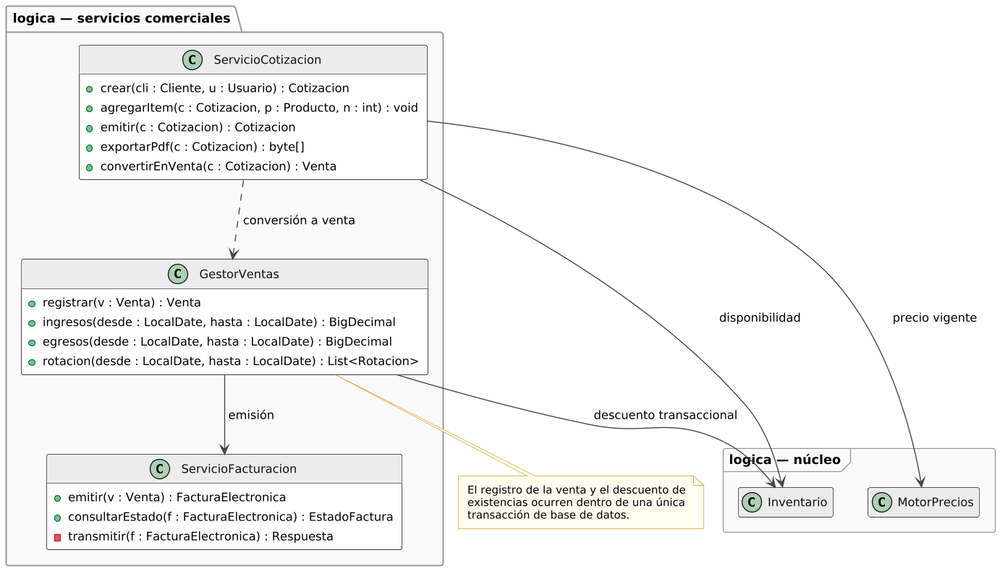 logica — servicios comerciales
ServicioCotizacion
crear(cli : Cliente, u : Usuario) : Cotizacion
agregarItem(c : Cotizacion, p : Producto, n : int) : void
emitir(c : Cotizacion) : Cotizacion
exportarPdf(c : Cotizacion) : byte[]
convertirEnVenta(c : Cotizacion) : Venta
conversión a venta
GestorVentas
registrar(v : Venta) : Venta
ingresos(desde : LocalDate, hasta : LocalDate) : BigDecimal
egresos(desde : LocalDate, hasta : LocalDate) : BigDecimal
rotacion(desde : LocalDate, hasta : LocalDate) : List<Rotacion>
disponibilidad
precio vigente
emisión
descuento transaccional
ServicioFacturacion
emitir(v : Venta) : FacturaElectronica
consultarEstado(f : FacturaElectronica) : EstadoFactura
transmitir(f : FacturaElectronica) : Respuesta
El registro de la venta y el descuento de
existencias ocurren dentro de una única
transacción de base de datos.
logica — núcleo
C Inventario
C MotorPrecios